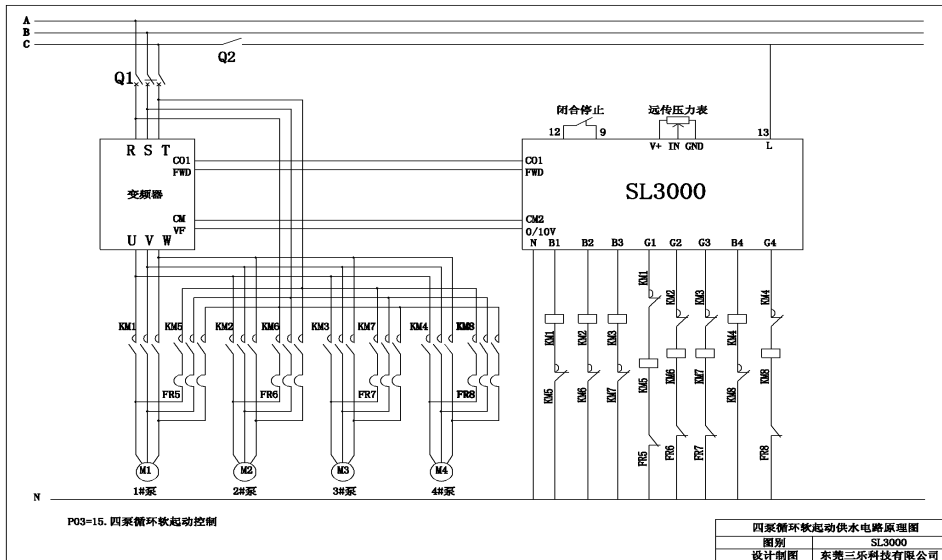 A
B
C
Q2
Q1
闭合停止
远传压力表
12 9
V+ IN GND
13
L
R S T
CO1
FWD
变频器
CM
VF
U V W
CO1
FWD
SL3000
CM2
0/10V
N B1 B2 B3 G1 G2 G3 B4 G4
KM1 KM5 KM2 KM6 KM3 KM7 KM4 KM8
FR5 FR6 FR7 FR8
KM1 KM2 KM3 KM4
KM1 KM2 KM3 KM4
KM5 KM6 KM7 KM5 KM6 KM7 KM8 KM8
FR5 FR6 FR7 FR8
M1 M2 M3 M4
1#泵 2#泵 3#泵 4#泵
N
P03=15. 四泵循环软起动控制
四泵循环软起动供水电路原理图
图别 SL3000
设计制图 东莞三乐科技有限公司